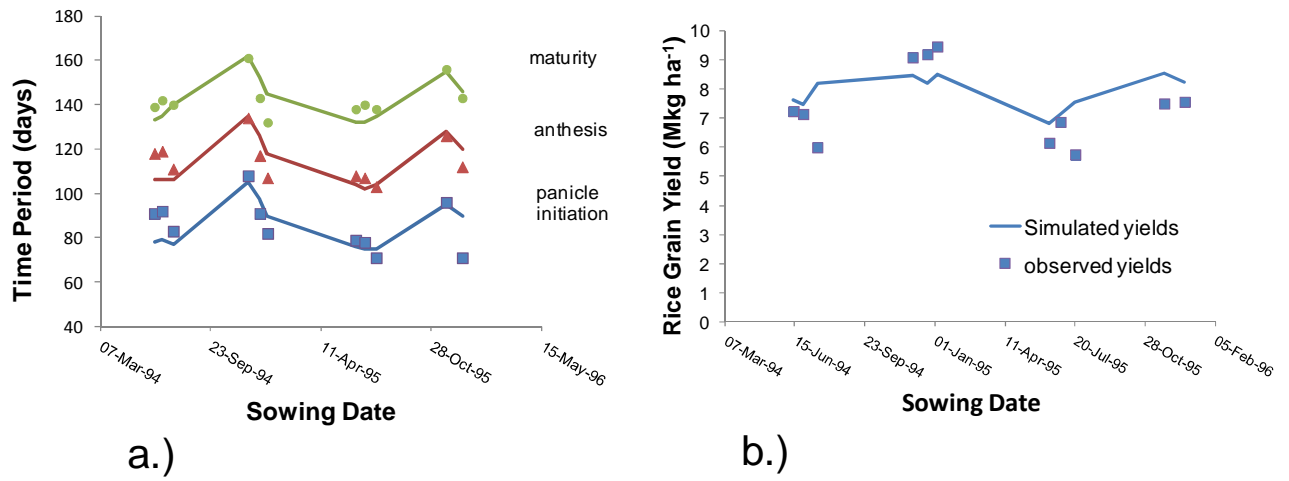 180
160
140
120
100
80
60
40
Time Period (days)
maturity
anthesis
panicle
initiation
07-Mar-94
23-Sep-94
11-Apr-95
28-Oct-95
15-May-96
Sowing Date
a.)
10
9
8
7
6
5
4
3
2
1
0
Rice Grain Yield (Mkg ha⁻¹)
Simulated yields
observed yields
07-Mar-94
15-Jun-94
23-Sep-94
01-Jan-95
11-Apr-95
20-Jul-95
28-Oct-95
05-Feb-96
Sowing Date
b.)